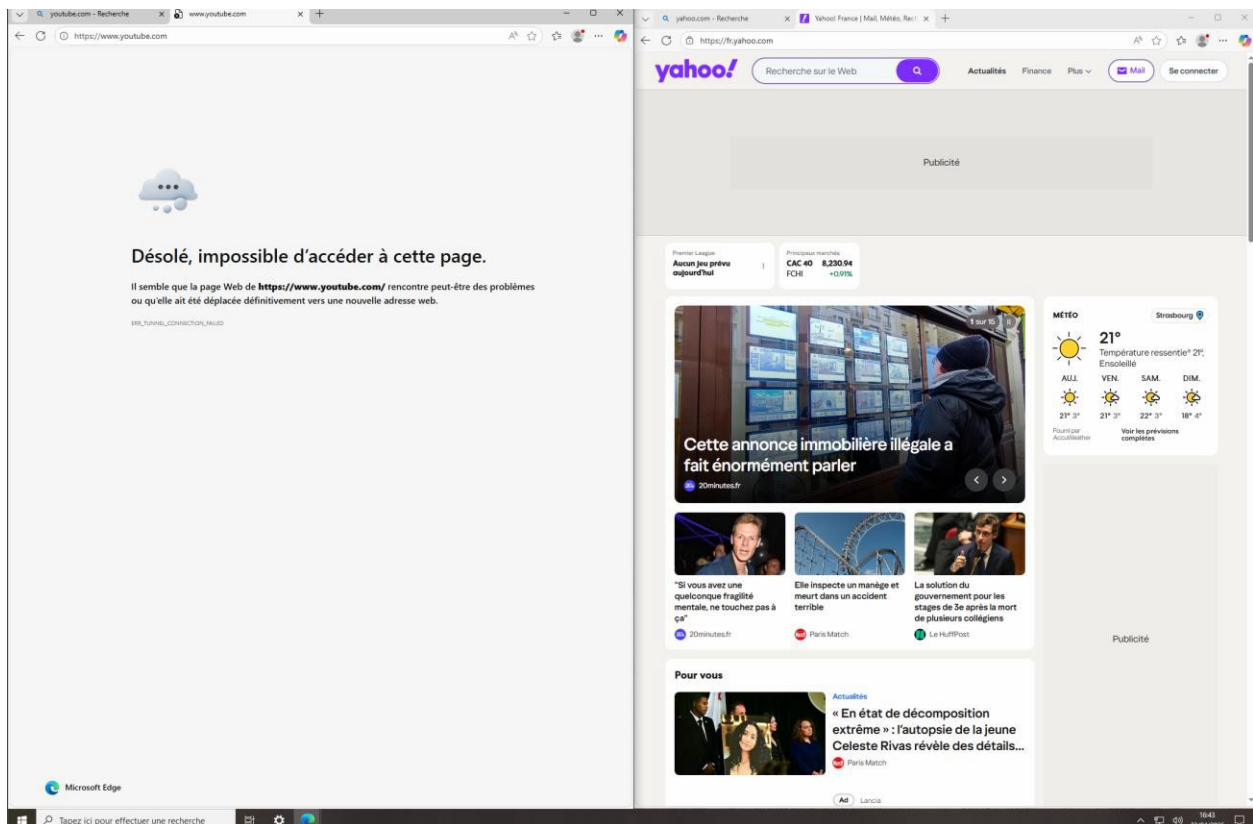 youtube.com - Recherche
www.youtube.com
https://www.youtube.com
Désolé, impossible d'accéder à cette page.
Il semble que la page Web de https://www.youtube.com/ rencontre peut-être des problèmes
ou qu'elle ait été déplacée définitivement vers une nouvelle adresse web.
ERR_TUNNEL_CONNECTION_FAILED
Microsoft Edge
yahoo.com - Recherche
Yahoo! France | Mail, Météo, Rec
https://fr.yahoo.com
yahoo!
Recherche sur le Web
Actualités
Finance
Plus
Mail
Se connecter
Publicité
Premier League
Aucun jeu prévu
aujourd'hui
Principaux marchés
CAC 40 8,230.94
FCHI +0.91%
1 sur 15
Cette annonce immobilière illégale a
fait énormément parler
20minutes.fr
"Si vous avez une
quelconque fragilité
mentale, ne touchez pas à
ça"
20minutes.fr
Elle inspecte un manège et
meurt dans un accident
terrible
Paris Match
La solution du
gouvernement pour les
stages de 3e après la mort
de plusieurs collégiens
Le HuffPost
MÉTÉO
Strasbourg
21°
Température ressentie° 21°,
Ensoleillé
AUJ. VEN. SAM. DIM.
21° 3° 21° 3° 22° 3° 18° 4°
Fourni par
AccuWeather
Voir les prévisions
complètes
Publicité
Pour vous
Actualités
« En état de décomposition
extrême » : l'autopsie de la jeune
Celeste Rivas révèle des détails...
Paris Match
Ad Lancia
Tapez ici pour effectuer une recherche
16:43